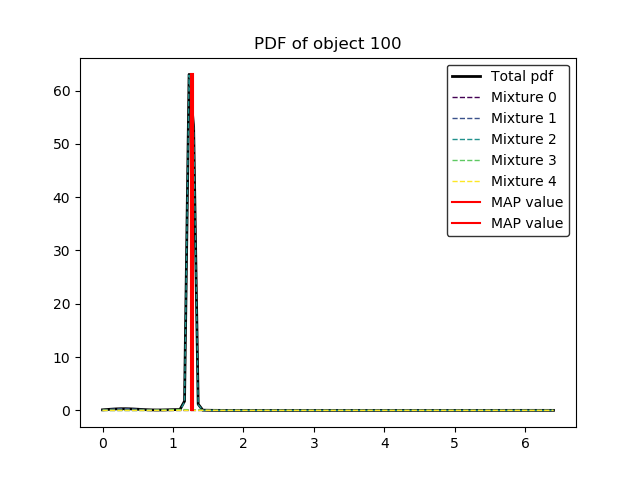 PDF of object 100
Total pdf
Mixture 0
Mixture 1
Mixture 2
Mixture 3
Mixture 4
MAP value
MAP value
60
50
40
30
20
10
0
0 1 2 3 4 5 6